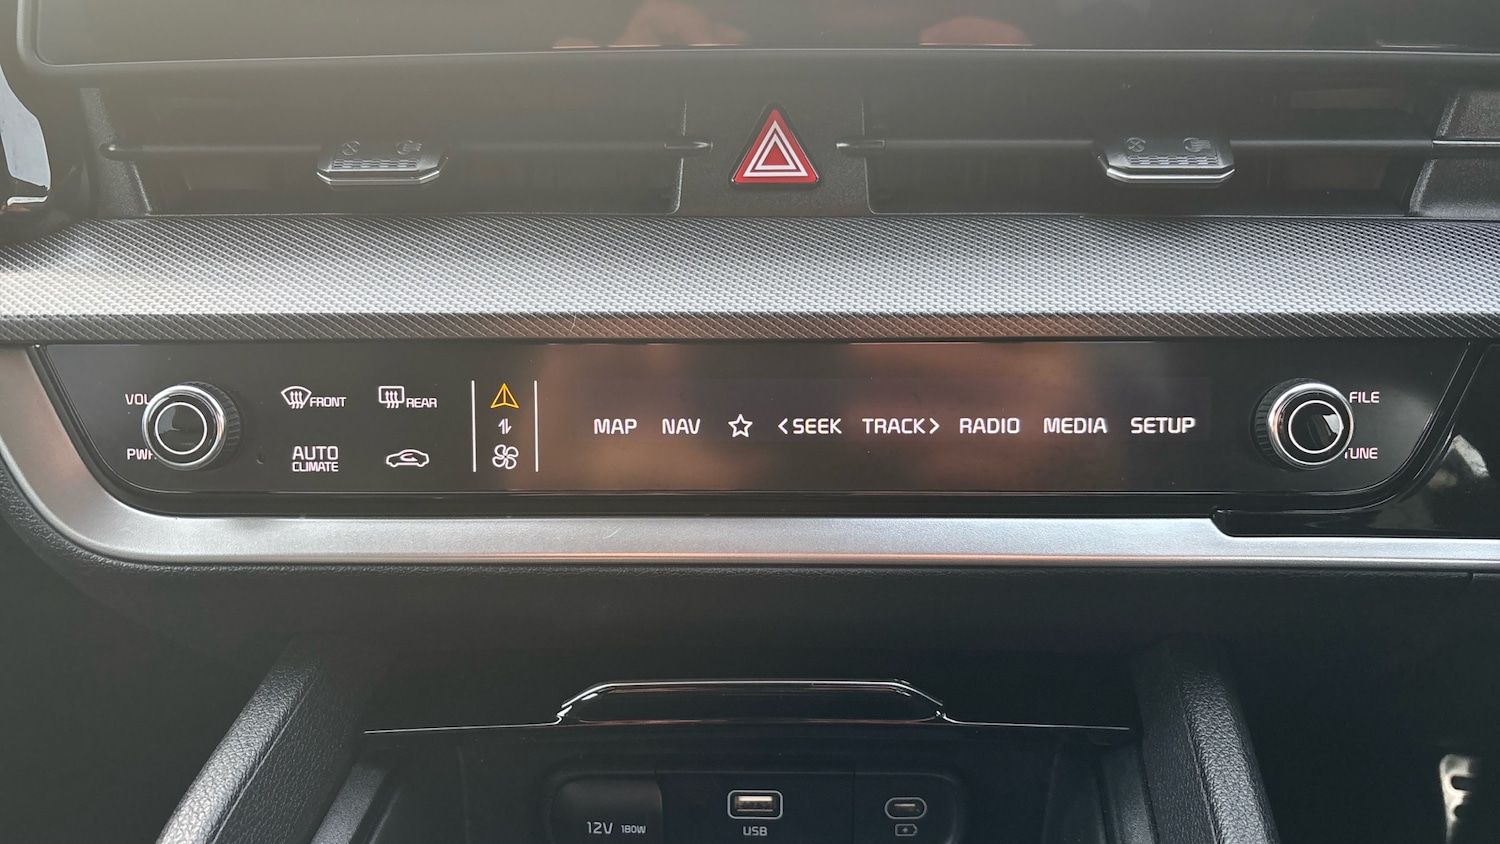 VOL
FRONT
REAR
MAP NAV SEEK TRACK RADIO MEDIA SETUP
FILE
PWR
AUTO
CLIMATE
TUNE
12V 180W
USB